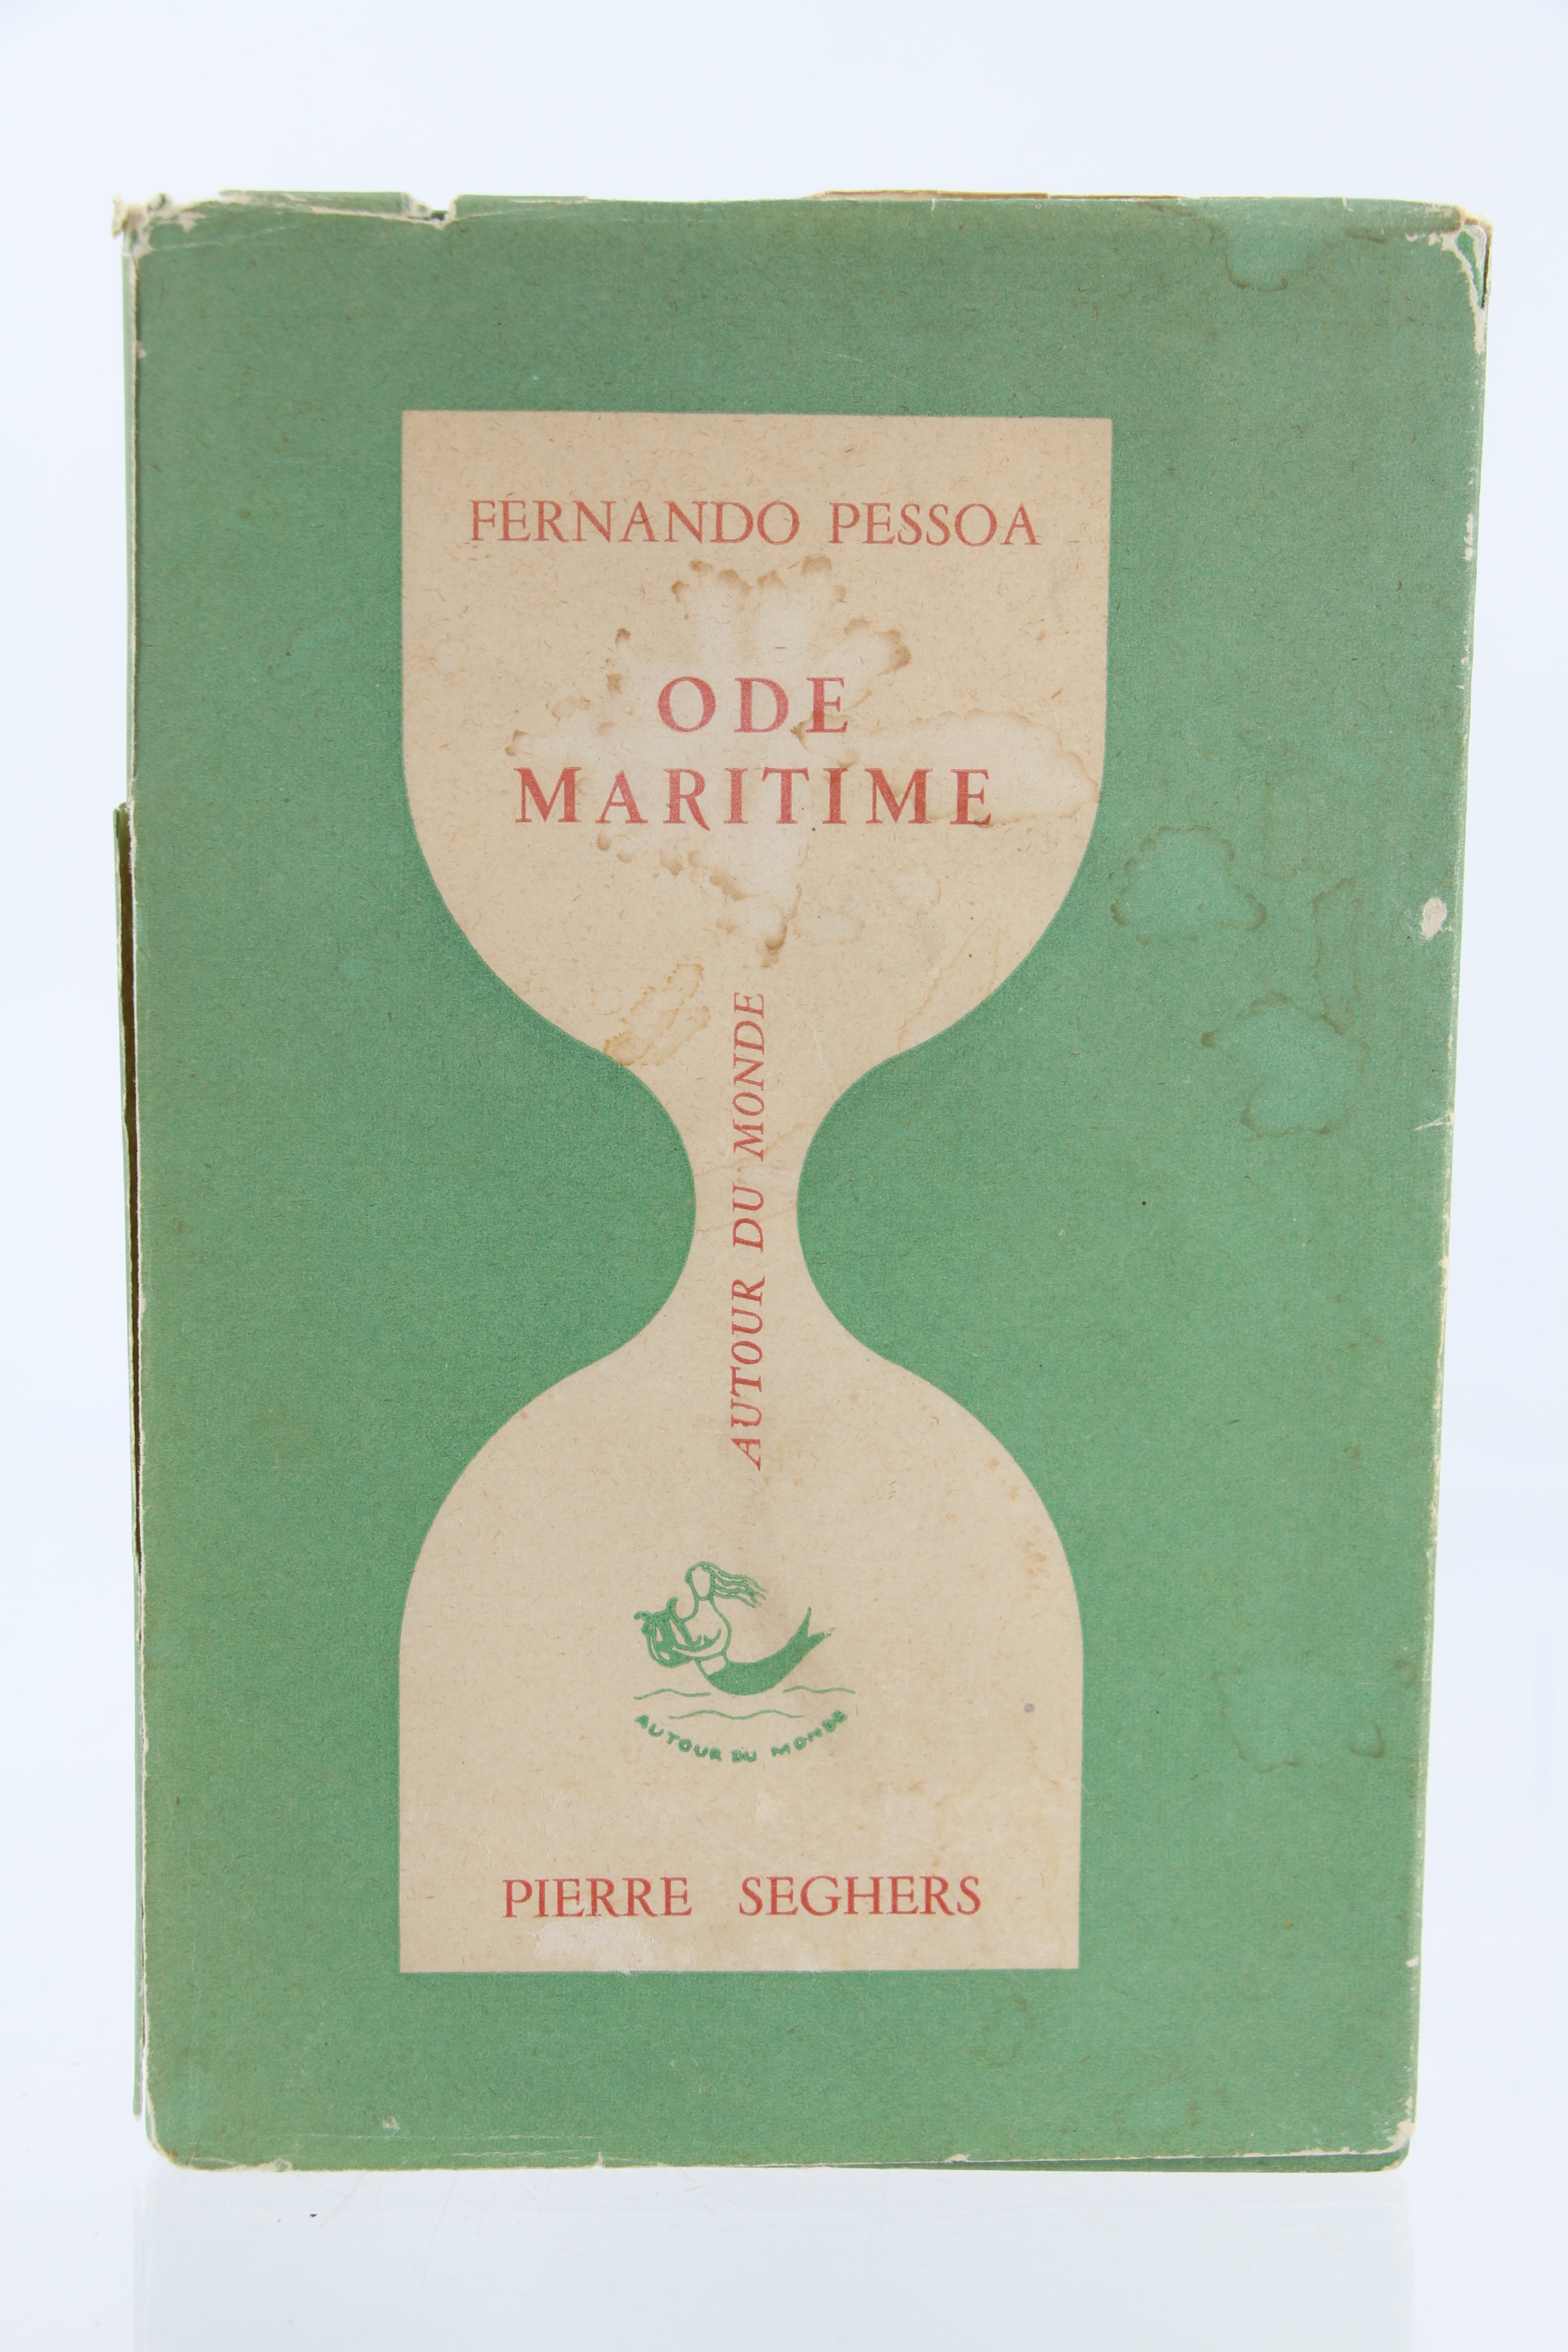 FERNANDO PESSOA
ODE
MARITIME
AUTOUR DU MONDE
AUTOUR DU MONDE
PIERRE SEGHERS